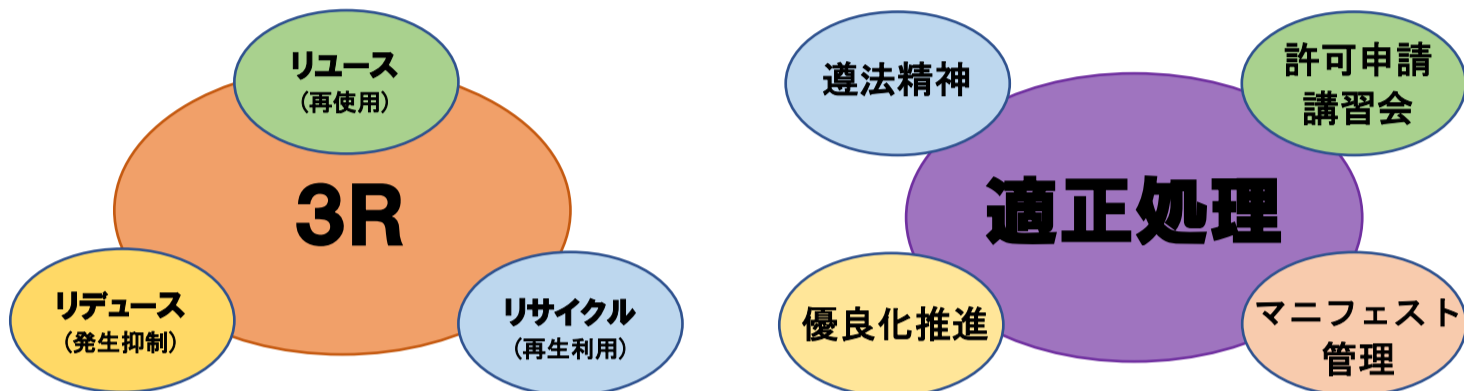 リユース
(再使用)
3R
リデュース
(発生抑制)
リサイクル
(再生利用)
遵法精神
許可申請
講習会
適正処理
優良化推進
マニフェスト
管理